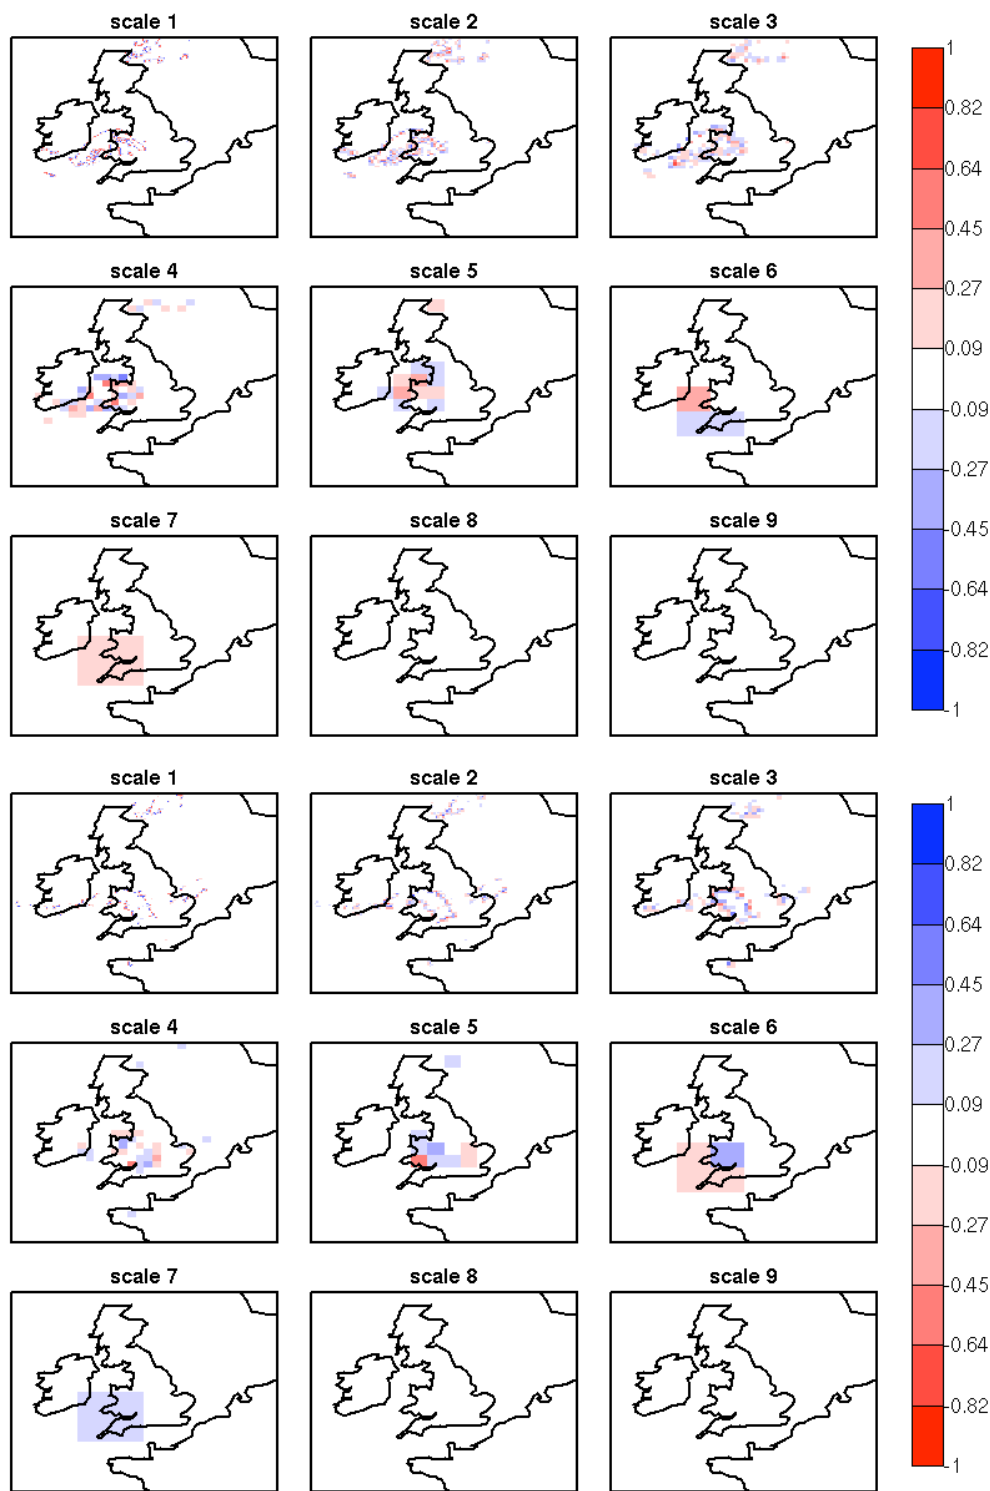 scale 1
scale 2
scale 3
scale 4
scale 5
scale 6
scale 7
scale 8
scale 9
1
0.82
0.64
0.45
0.27
0.09
-0.09
-0.27
-0.45
-0.64
-0.82
-1
scale 1
scale 2
scale 3
scale 4
scale 5
scale 6
scale 7
scale 8
scale 9
1
0.82
0.64
0.45
0.27
0.09
-0.09
-0.27
-0.45
-0.64
-0.82
-1